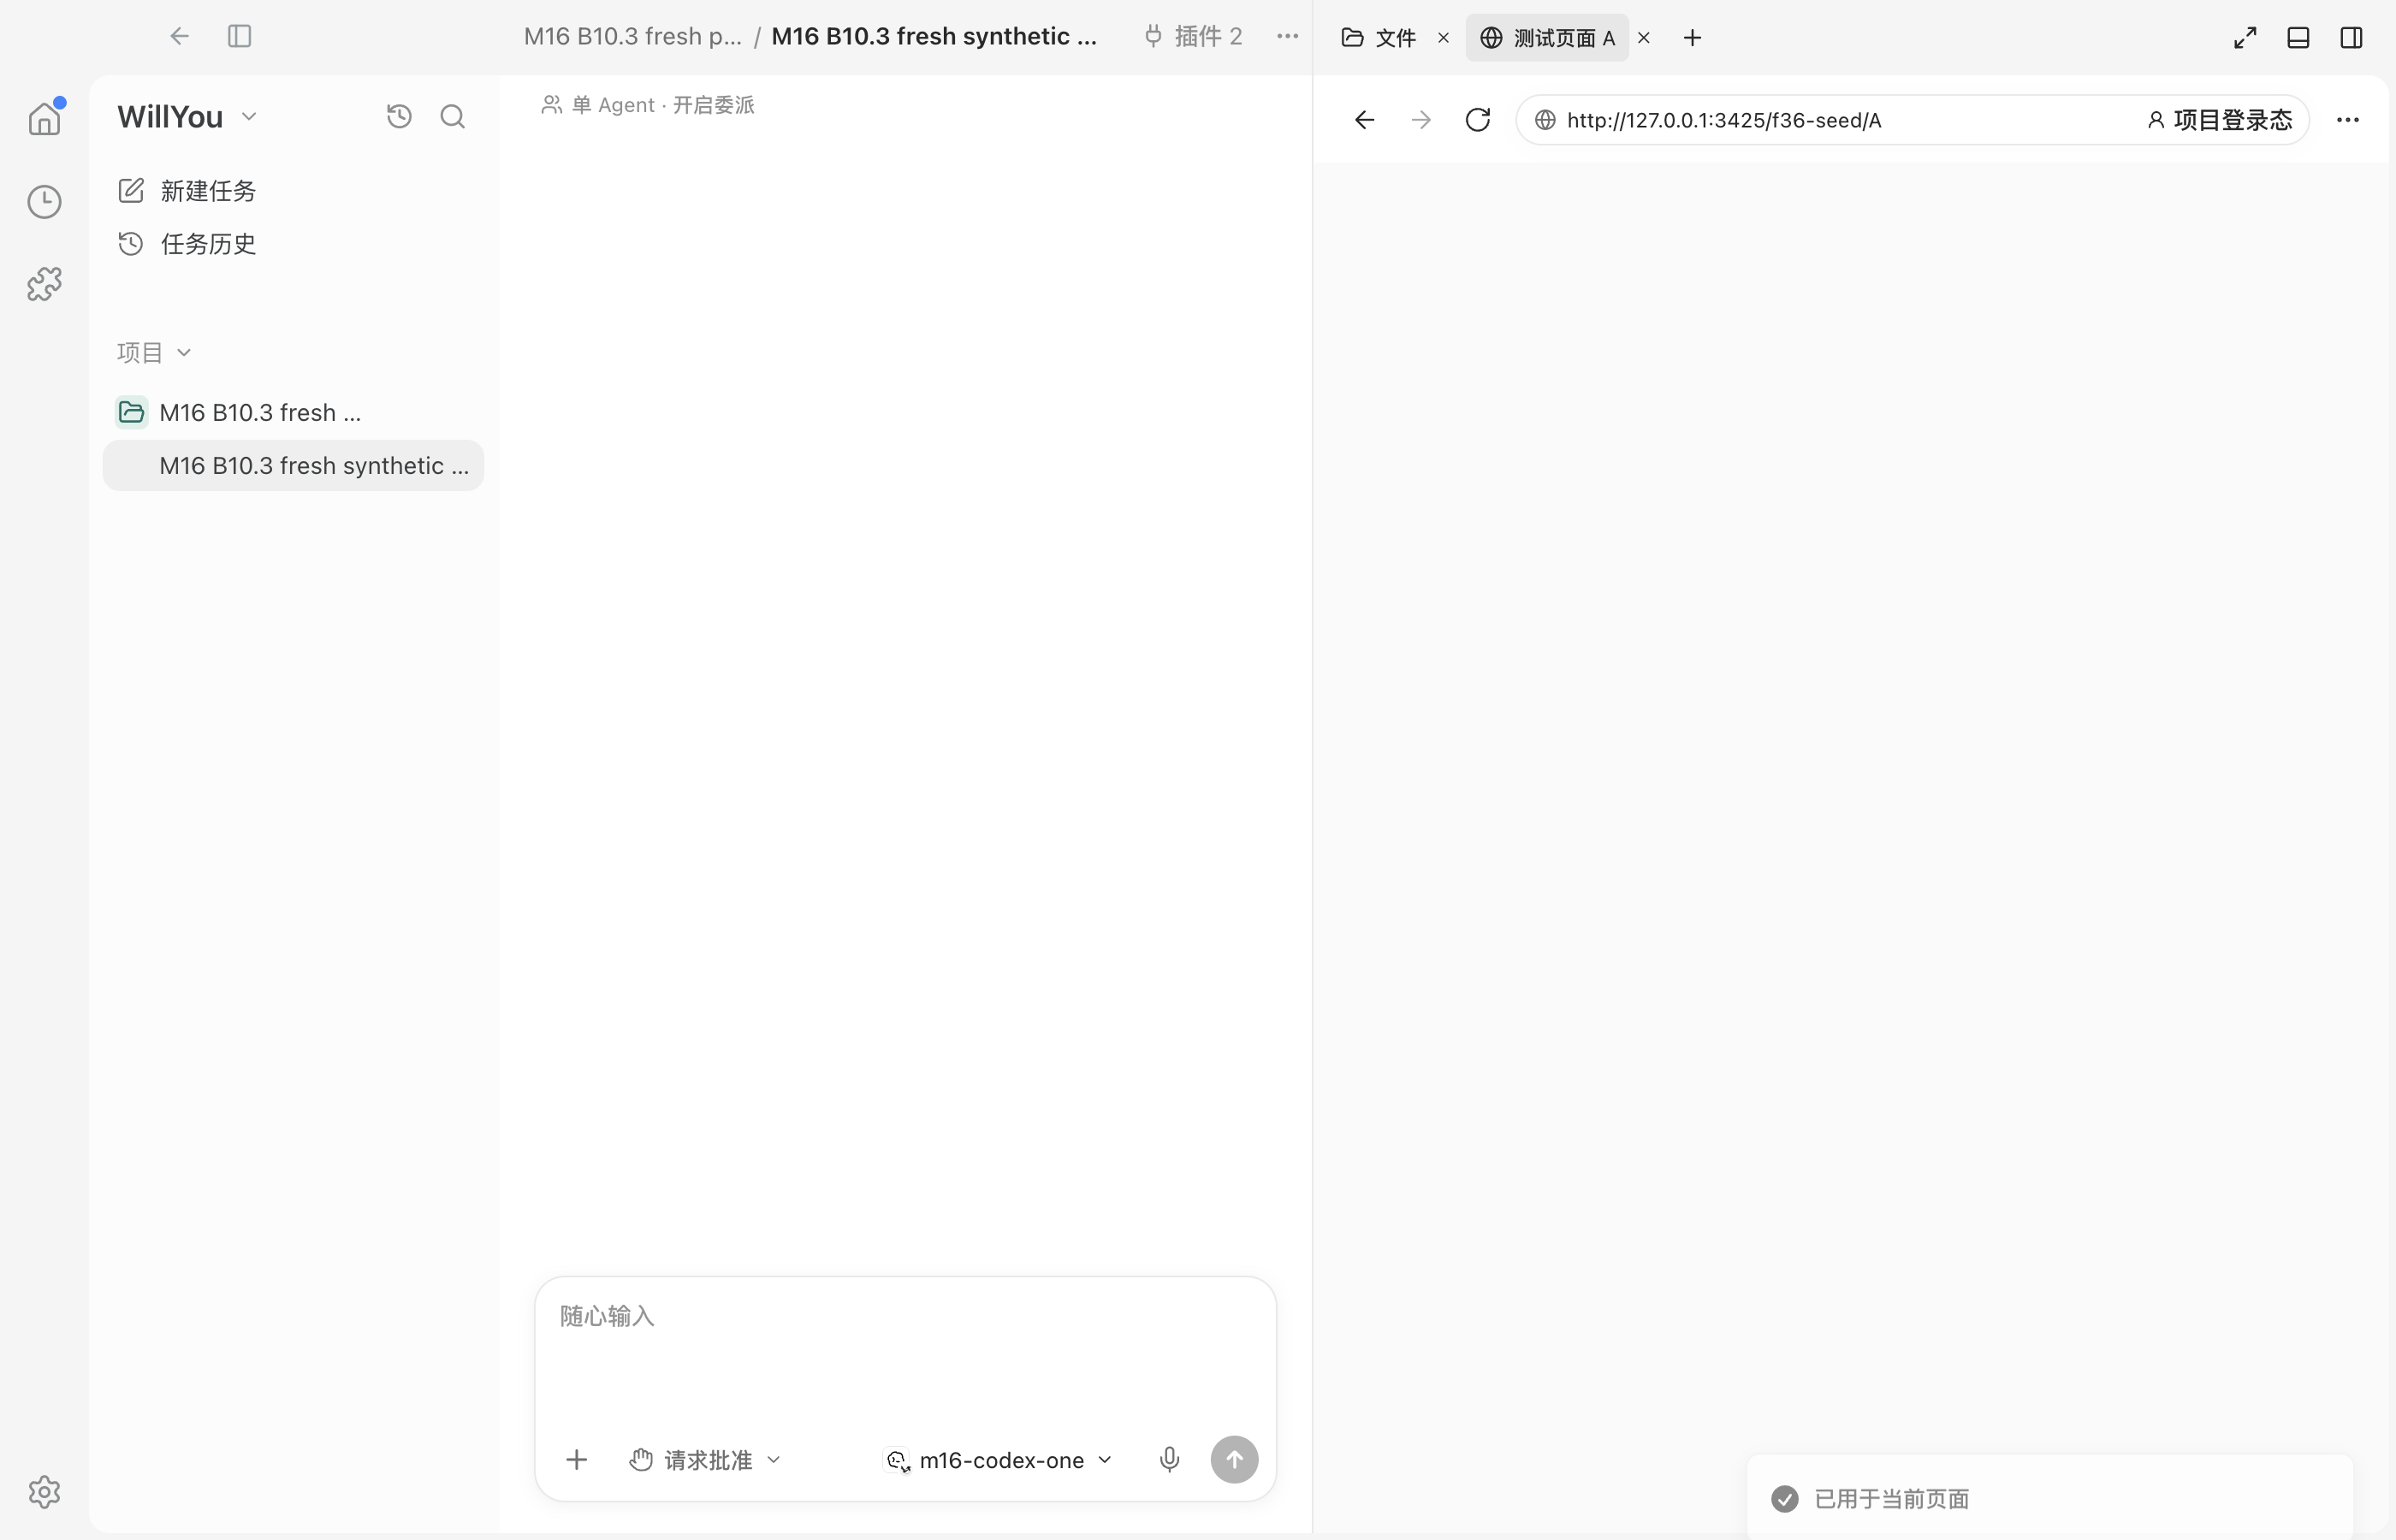 M16 B10.3 fresh p... / M16 B10.3 fresh synthetic ...
插件 2
文件
测试页面 A
WillYou
单 Agent · 开启委派
http://127.0.0.1:3425/f36-seed/A
项目登录态
新建任务
任务历史
项目
M16 B10.3 fresh ...
M16 B10.3 fresh synthetic ...
随心输入
请求批准
m16-codex-one
已用于当前页面